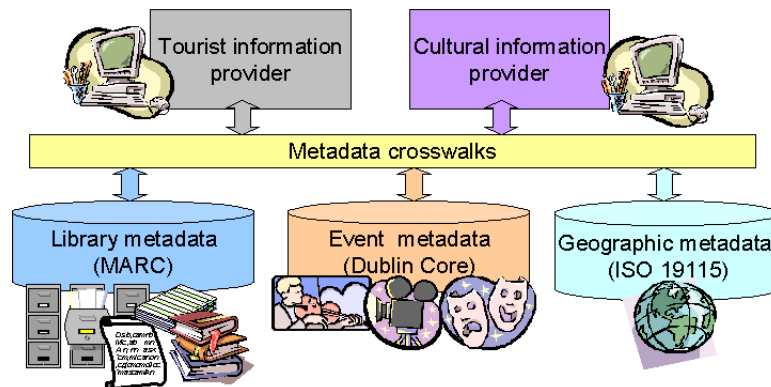 Tourist information
provider
Cultural information
provider
Metadata crosswalks
Library metadata
(MARC)
Event metadata
(Dublin Core)
Geographic metadata
(ISO 19115)